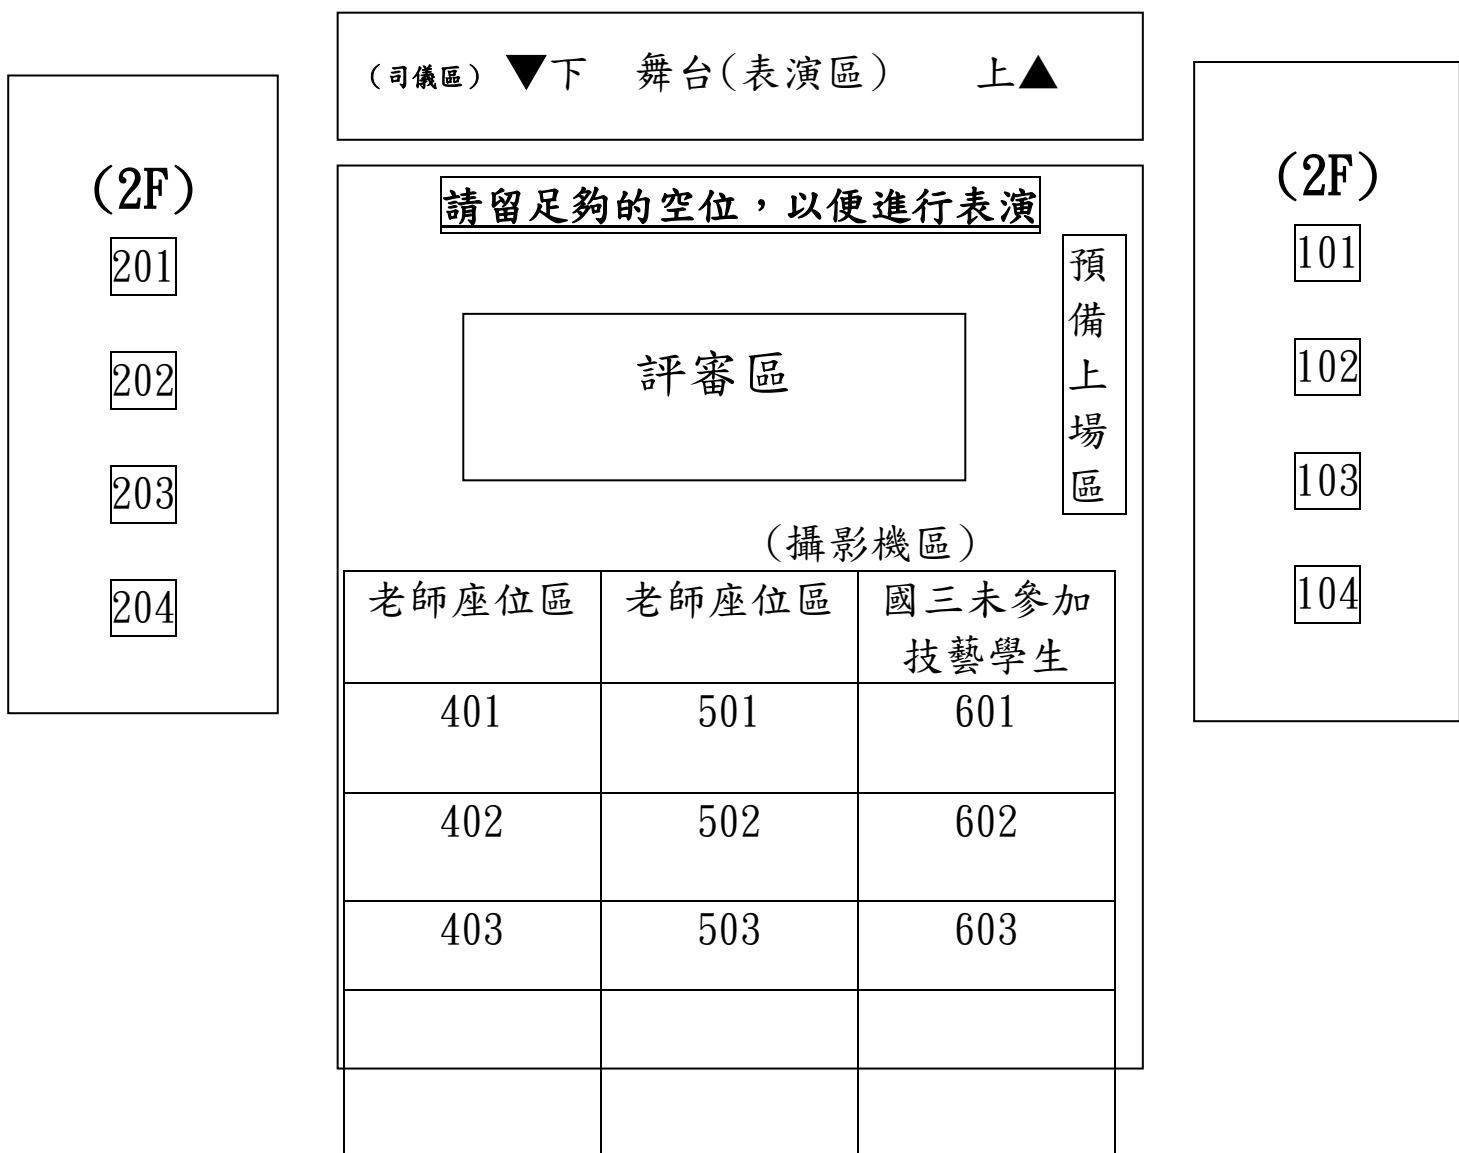 (司儀區) ▼下 舞台(表演區) 上▲
(2F)
201
202
203
204
請留足夠的空位，以便進行表演
評審區
預備上場區
(攝影機區)
老師座位區 老師座位區 國三未參加
技藝學生
401 501 601
402 502 602
403 503 603
(2F)
101
102
103
104